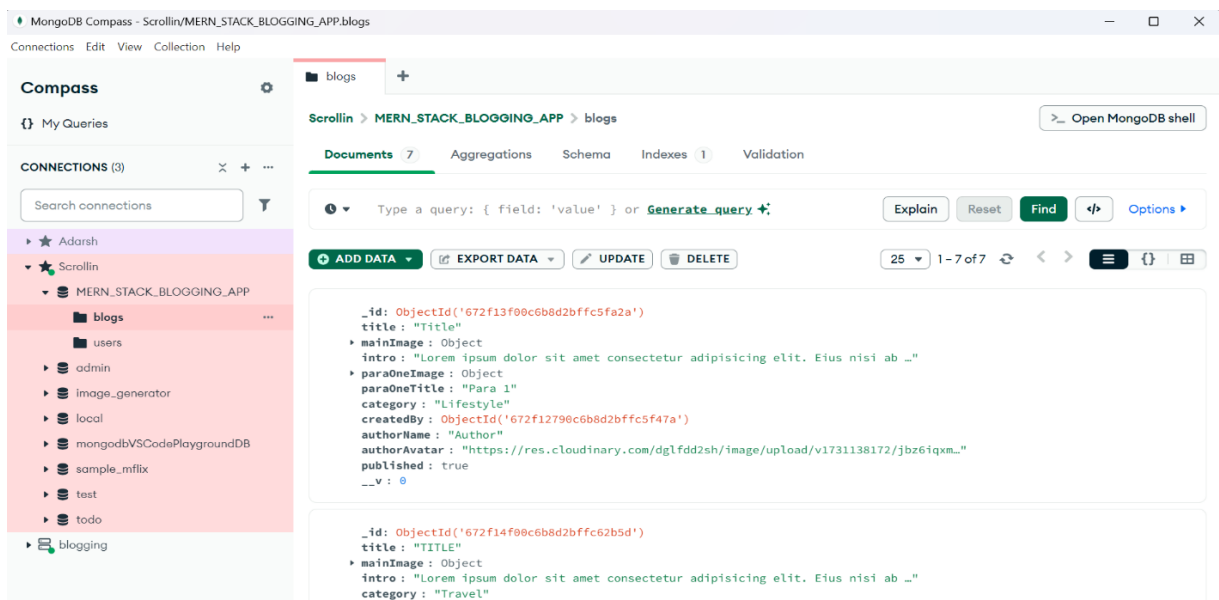 MongoDB Compass - Scrollin/MERN_STACK_BLOGGING_APP.blogs
Connections Edit View Collection Help
Compass
{} My Queries
CONNECTIONS (3)
Search connections
Adarsh
Scrollin
MERN_STACK_BLOGGING_APP
blogs
users
admin
image_generator
local
mongodbVSCodePlaygroundDB
sample_mflix
test
todo
blogging
blogs
Scrollin > MERN_STACK_BLOGGING_APP > blogs
>_ Open MongoDB shell
Documents 7 Aggregations Schema Indexes 1 Validation
Type a query: { field: 'value' } or Generate query
Explain Reset Find </> Options
ADD DATA EXPORT DATA UPDATE DELETE
25 1 - 7 of 7 {}
_id: ObjectId('672f13f00c6b8d2bffc5fa2a')
title : "Title"
mainImage : Object
intro : "Lorem ipsum dolor sit amet consectetur adipisicing elit. Eius nisi ab …"
paraOneImage : Object
paraOneTitle : "Para 1"
category : "Lifestyle"
createdBy : ObjectId('672f12790c6b8d2bffc5f47a')
authorName : "Author"
authorAvatar : "https://res.cloudinary.com/dglfdd2sh/image/upload/v1731138172/jbz6iqxm…"
published : true
__v : 0
_id: ObjectId('672f14f00c6b8d2bffc62b5d')
title : "TITLE"
mainImage : Object
intro : "Lorem ipsum dolor sit amet consectetur adipisicing elit. Eius nisi ab …"
category : "Travel"